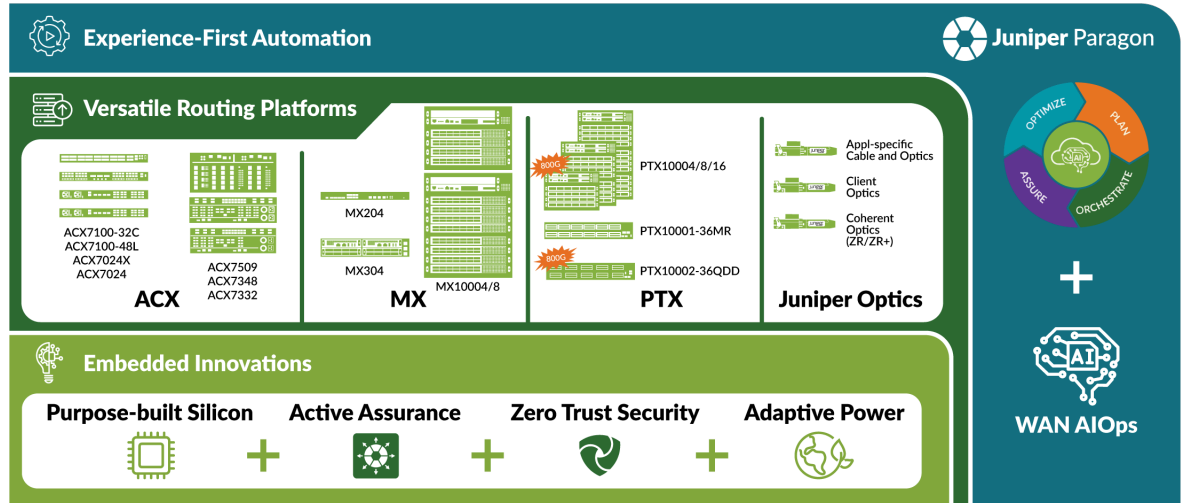 Experience-First Automation
Juniper Paragon
Versatile Routing Platforms
ACX7100-32C
ACX7100-48L
ACX7024X
ACX7024
ACX7509
ACX7348
ACX7332
ACX
MX204
MX304
MX10004/8
MX
800G
PTX10004/8/16
PTX10001-36MR
800G
PTX10002-36QDD
PTX
Appl-specific
Cable and Optics
Client
Optics
Coherent
Optics
(ZR/ZR+)
Juniper Optics
OPTIMIZE
PLAN
ASSURE
ORCHESTRATE
AI
+
AI
WAN AIOps
Embedded Innovations
Purpose-built Silicon + Active Assurance + Zero Trust Security + Adaptive Power